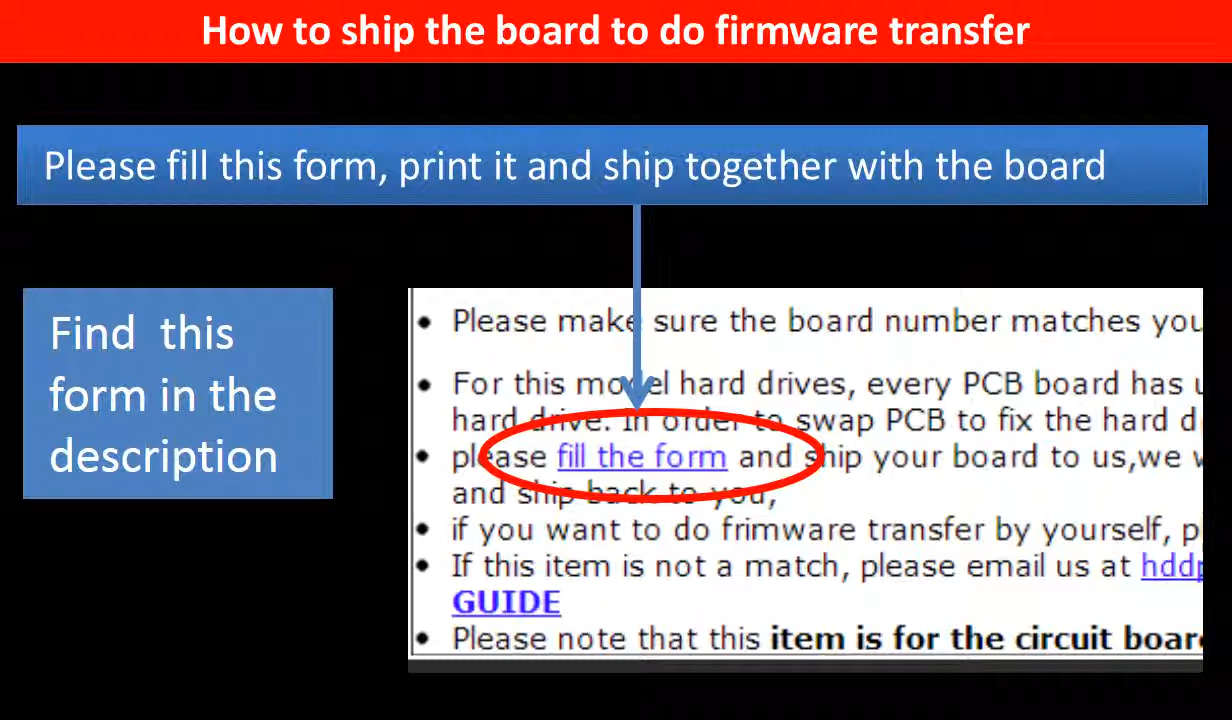 How to ship the board to do firmware transfer
Please fill this form, print it and ship together with the board
Find this
form in the
description
Please make sure the board number matches
For this model hard drives, every PCB board has
hard drive. In order to swap PCB to fix the hard
please fill the form and ship your board to us,we
and ship back to you,
if you want to do frimware transfer by yourself,
If this item is not a match, please email us at
GUIDE
Please note that this item is for the circuit board